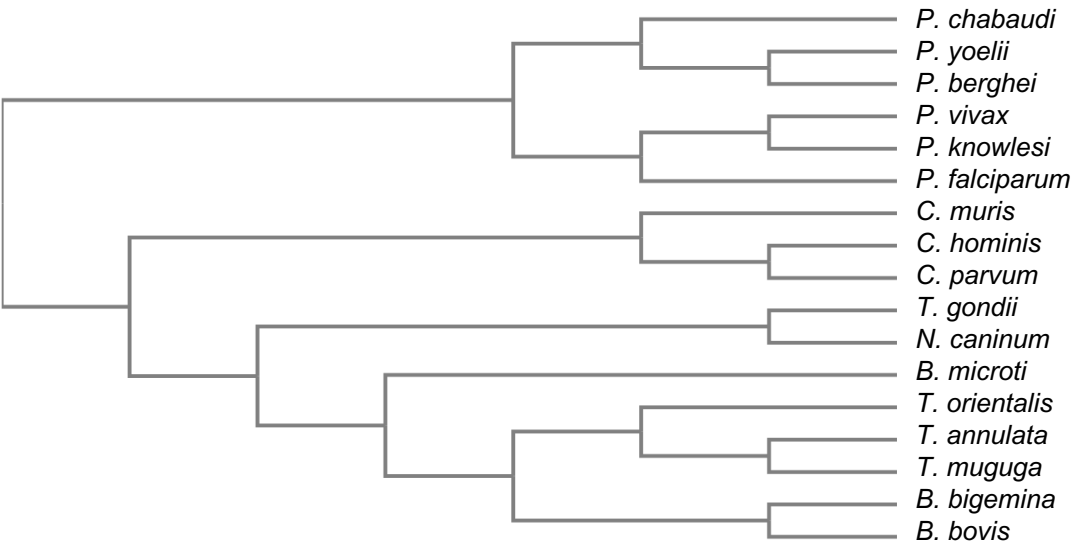 P. chabaudi
P. yoelii
P. berghei
P. vivax
P. knowlesi
P. falciparum
C. muris
C. hominis
C. parvum
T. gondii
N. caninum
B. microti
T. orientalis
T. annulata
T. muguga
B. bigemina
B. bovis